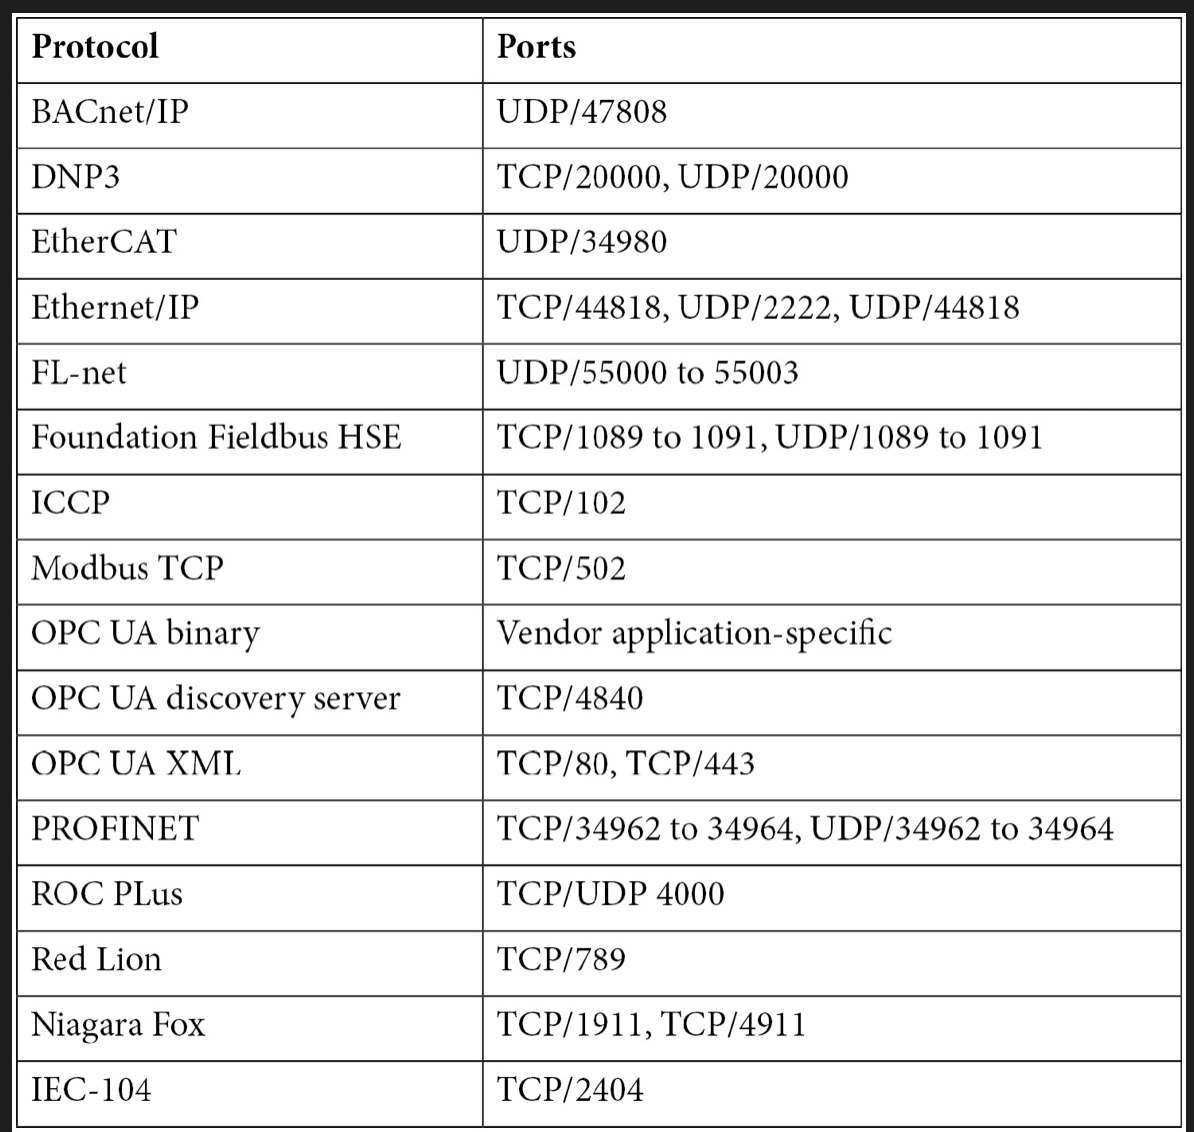 Protocol Ports
BACnet/IP UDP/47808
DNP3 TCP/20000, UDP/20000
EtherCAT UDP/34980
Ethernet/IP TCP/44818, UDP/2222, UDP/44818
FL-net UDP/55000 to 55003
Foundation Fieldbus HSE TCP/1089 to 1091, UDP/1089 to 1091
ICCP TCP/102
Modbus TCP TCP/502
OPC UA binary Vendor application-specific
OPC UA discovery server TCP/4840
OPC UA XML TCP/80, TCP/443
PROFINET TCP/34962 to 34964, UDP/34962 to 34964
ROC PLus TCP/UDP 4000
Red Lion TCP/789
Niagara Fox TCP/1911, TCP/4911
IEC-104 TCP/2404